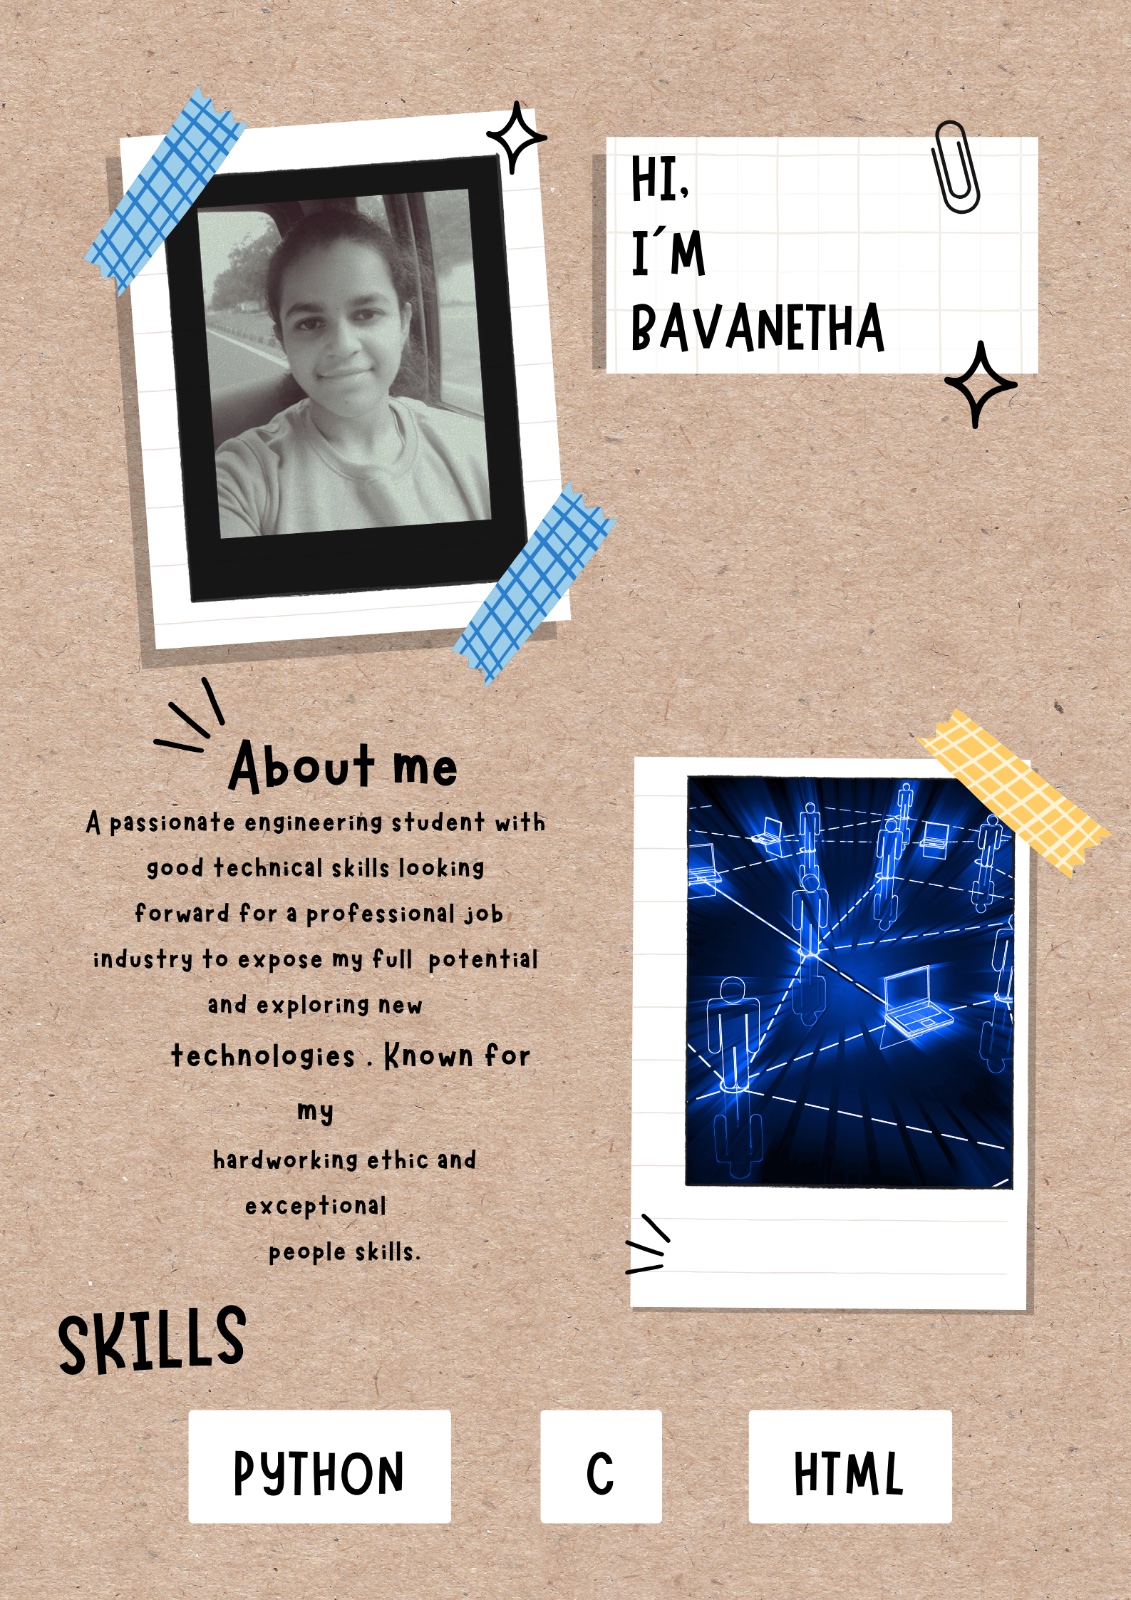 HI,
I´M
BAVANETHA
About me
A passionate engineering student with
good technical skills looking
forward for a professional job
industry to expose my full  potential
and exploring new
technologies . Known for
my
hardworking ethic and
exceptional
people skills.
SKILLS
PYTHON
C
HTML